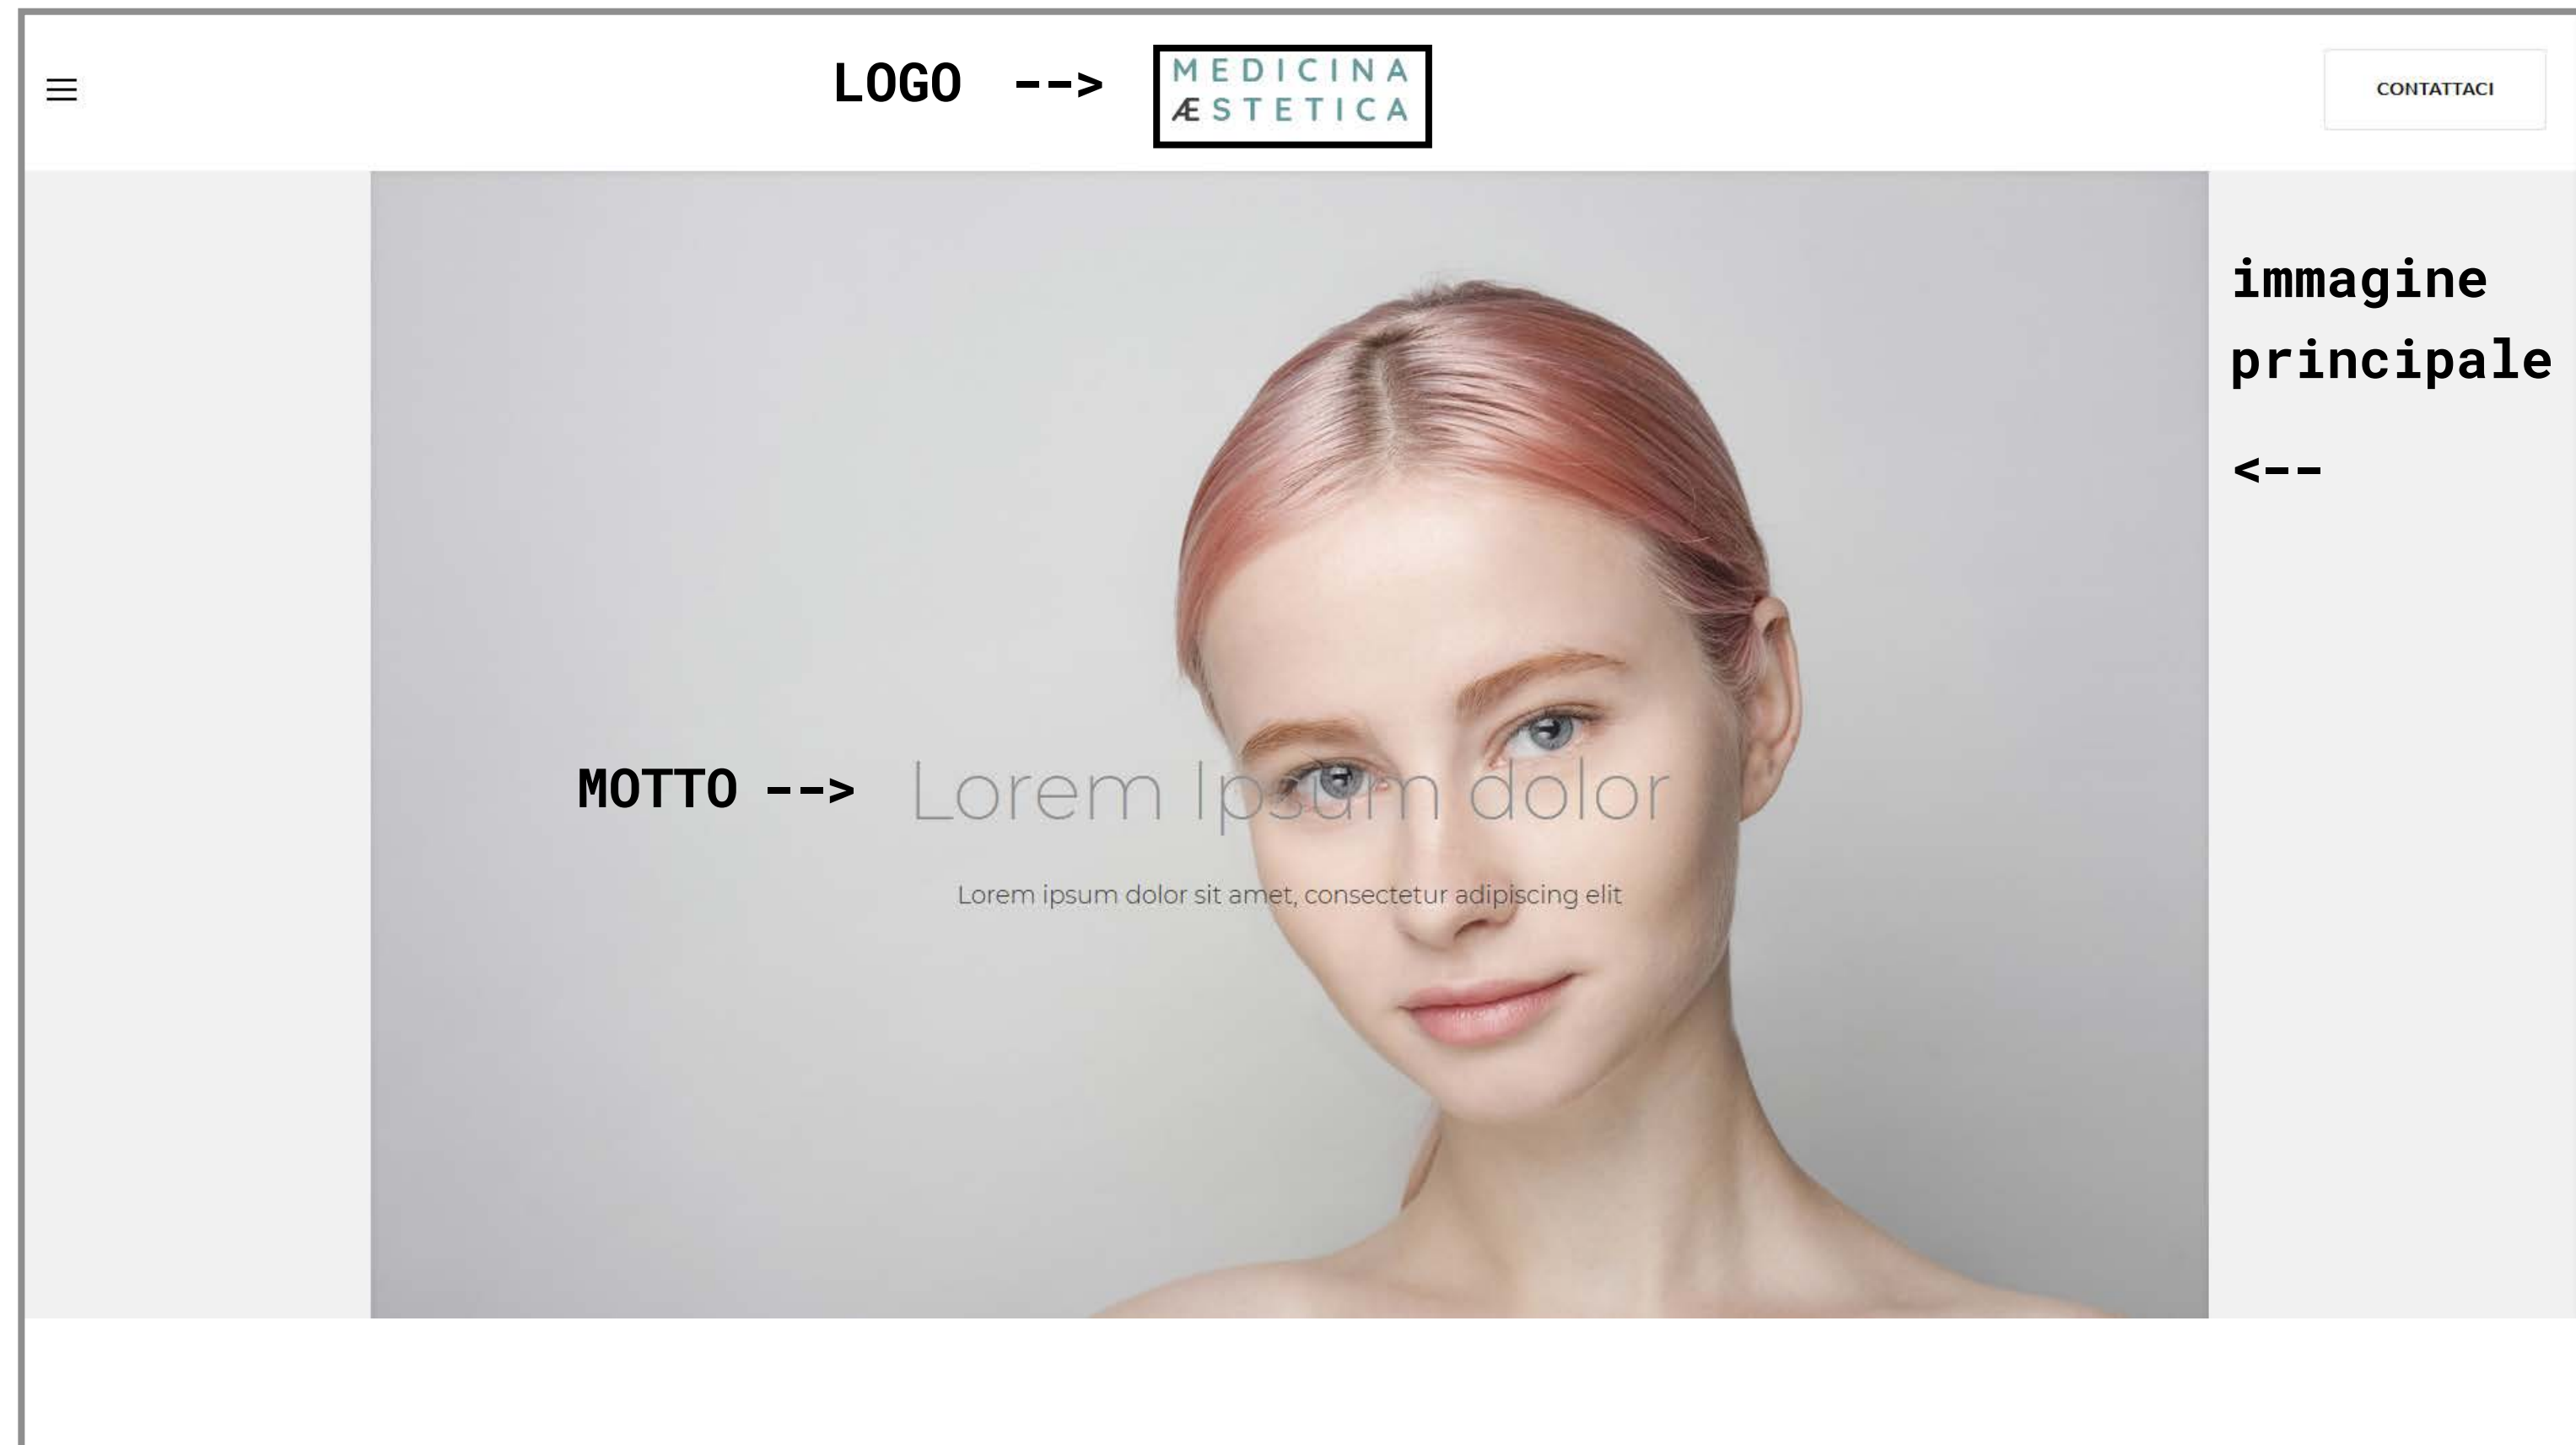 LOGO -->
MEDICINA
ÆSTETICA
CONTATTACI
immagine
principale
<--
MOTTO -->
Lorem Ipsum dolor
Lorem ipsum dolor sit amet, consectetur adipiscing elit